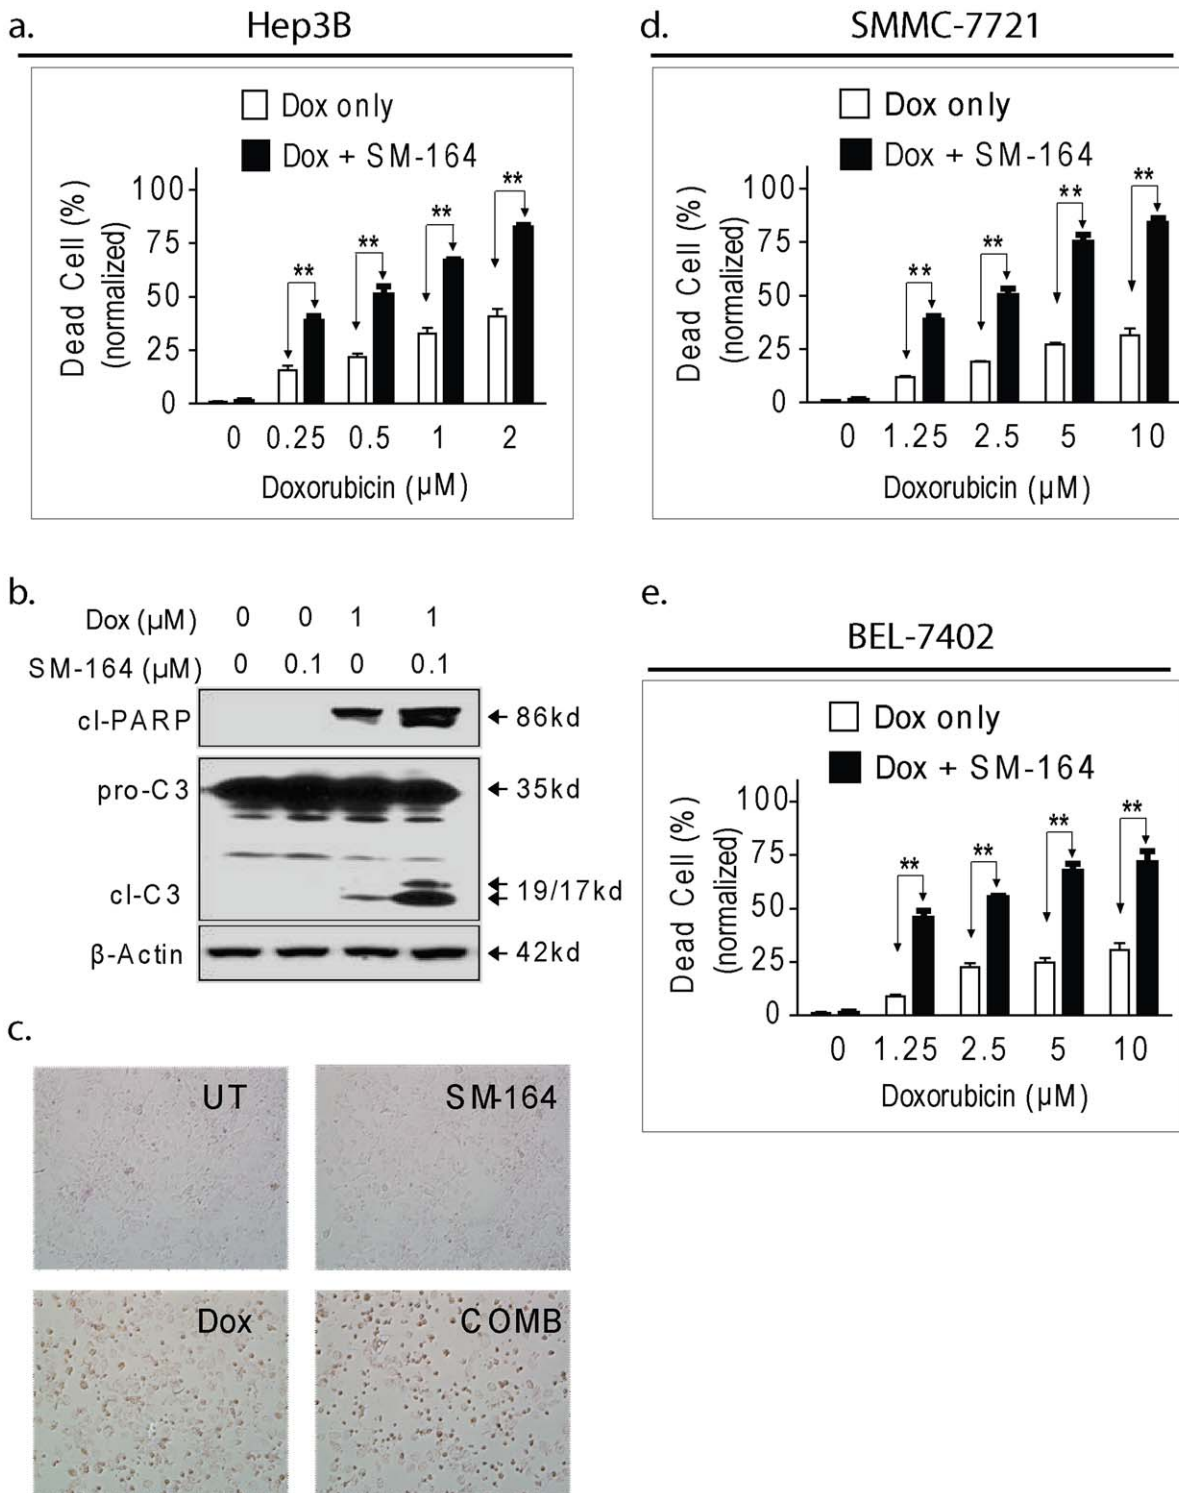 a.
Hep3B
Dox only
Dox + SM-164
Dead Cell (%)
(normalized)
100
75
50
25
0
**
**
**
**
0 0.25 0.5 1 2
Doxorubicin (µM)
b.
Dox (µM) 0 0 1 1
SM-164 (µM) 0 0.1 0 0.1
cl-PARP 86kd
pro-C3 35kd
cl-C3 19/17kd
β-Actin 42kd
c.
UT
SM-164
Dox
COMB
d.
SMMC-7721
Dox only
Dox + SM-164
Dead Cell (%)
(normalized)
100
75
50
25
0
**
**
**
**
0 1.25 2.5 5 10
Doxorubicin (µM)
e.
BEL-7402
Dox only
Dox + SM-164
Dead Cell (%)
(normalized)
100
75
50
25
0
**
**
**
**
0 1.25 2.5 5 10
Doxorubicin (µM)